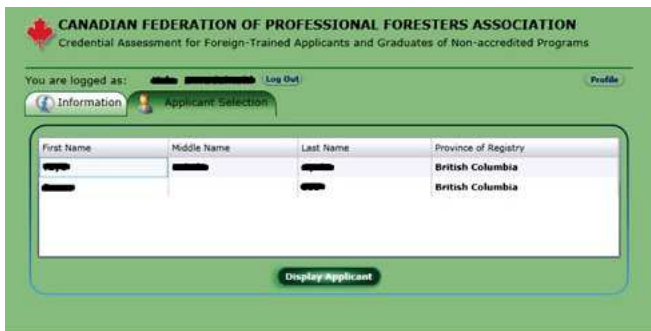 CANADIAN FEDERATION OF PROFESSIONAL FORESTERS ASSOCIATION
Credential Assessment for Foreign-Trained Applicants and Graduates of Non-accredited Programs
You are logged as: Log Out Profile
Information Applicant Selection
First Name Middle Name Last Name Province of Registry
British Columbia
British Columbia
Display Applicant